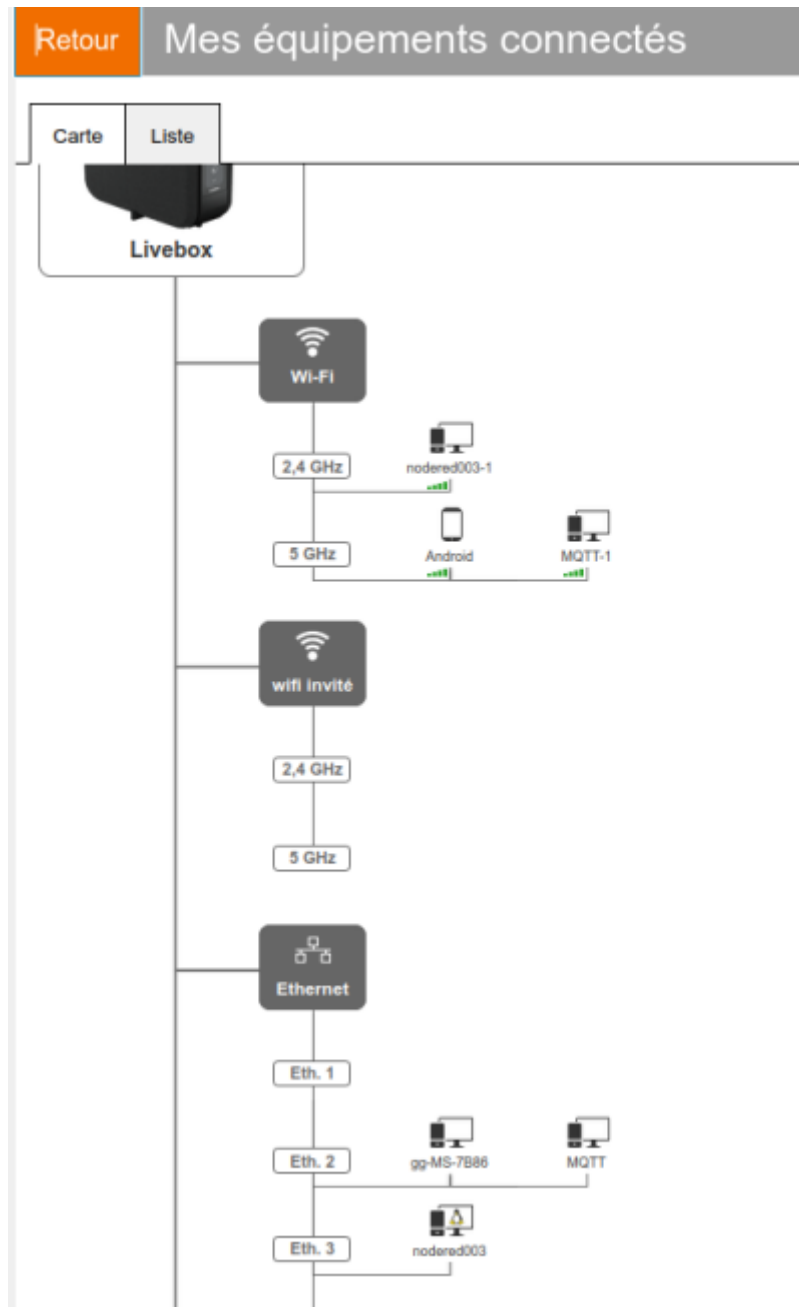 Retour Mes équipements connectés
Carte Liste
Livebox
Wi-Fi
2,4 GHz nodered003-1
5 GHz Android MQTT-1
wifi invité
2,4 GHz
5 GHz
Ethernet
Eth. 1
Eth. 2 gg-MS-7B86 MQTT
Eth. 3 nodered003